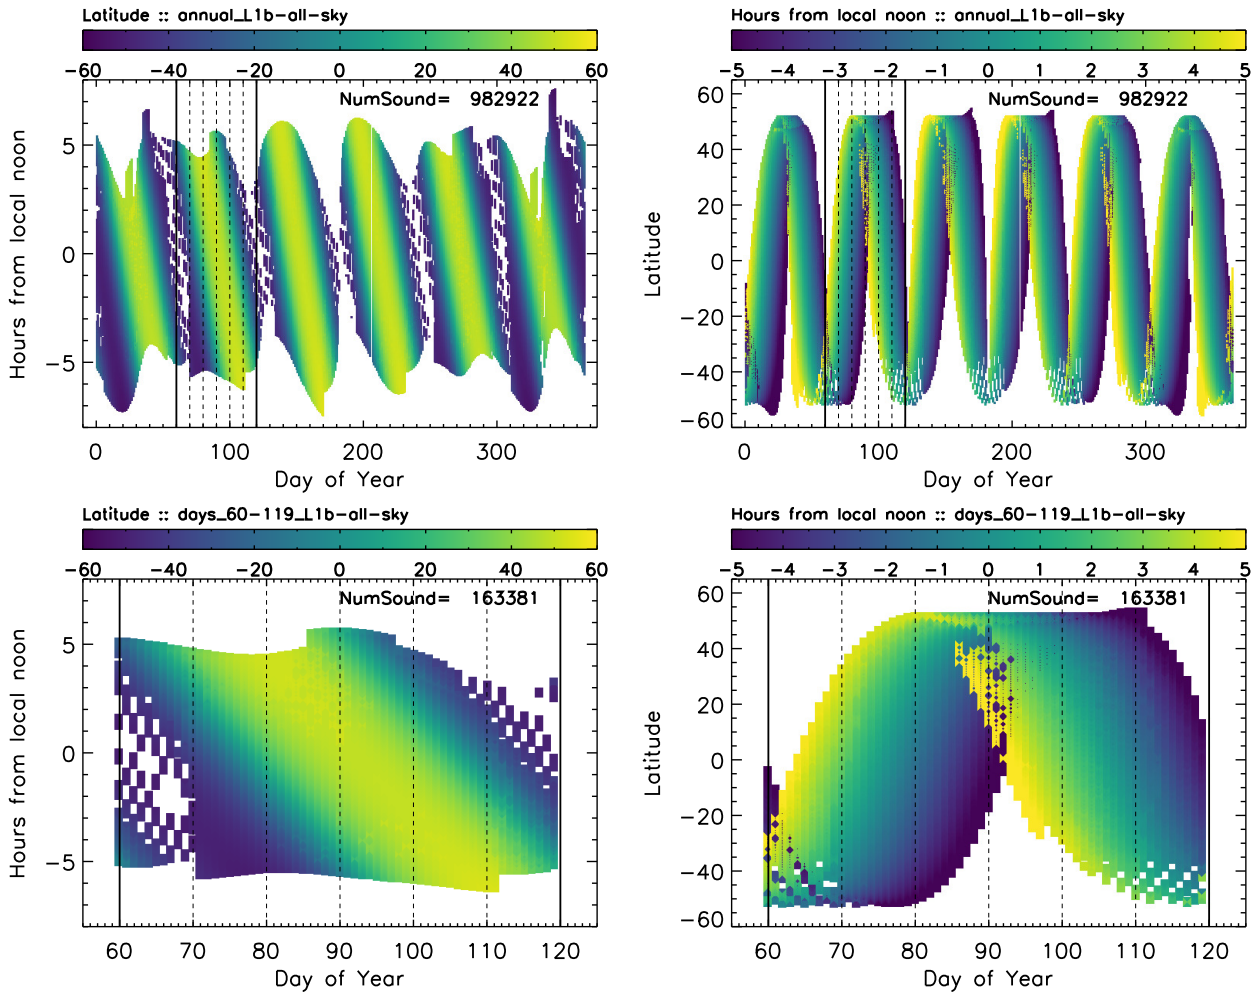 Latitude :: annual_L1b-all-sky
-60 -40 -20 0 20 40 60
NumSound= 982922
Hours from local noon
5
0
-5
0 100 200 300
Day of Year
Hours from local noon :: annual_L1b-all-sky
-5 -4 -3 -2 -1 0 1 2 3 4 5
NumSound= 982922
Latitude
60
40
20
0
-20
-40
-60
0 100 200 300
Day of Year
Latitude :: days_60-119_L1b-all-sky
-60 -40 -20 0 20 40 60
NumSound= 163381
Hours from local noon
5
0
-5
60 70 80 90 100 110 120
Day of Year
Hours from local noon :: days_60-119_L1b-all-sky
-5 -4 -3 -2 -1 0 1 2 3 4 5
NumSound= 163381
Latitude
60
40
20
0
-20
-40
-60
60 70 80 90 100 110 120
Day of Year